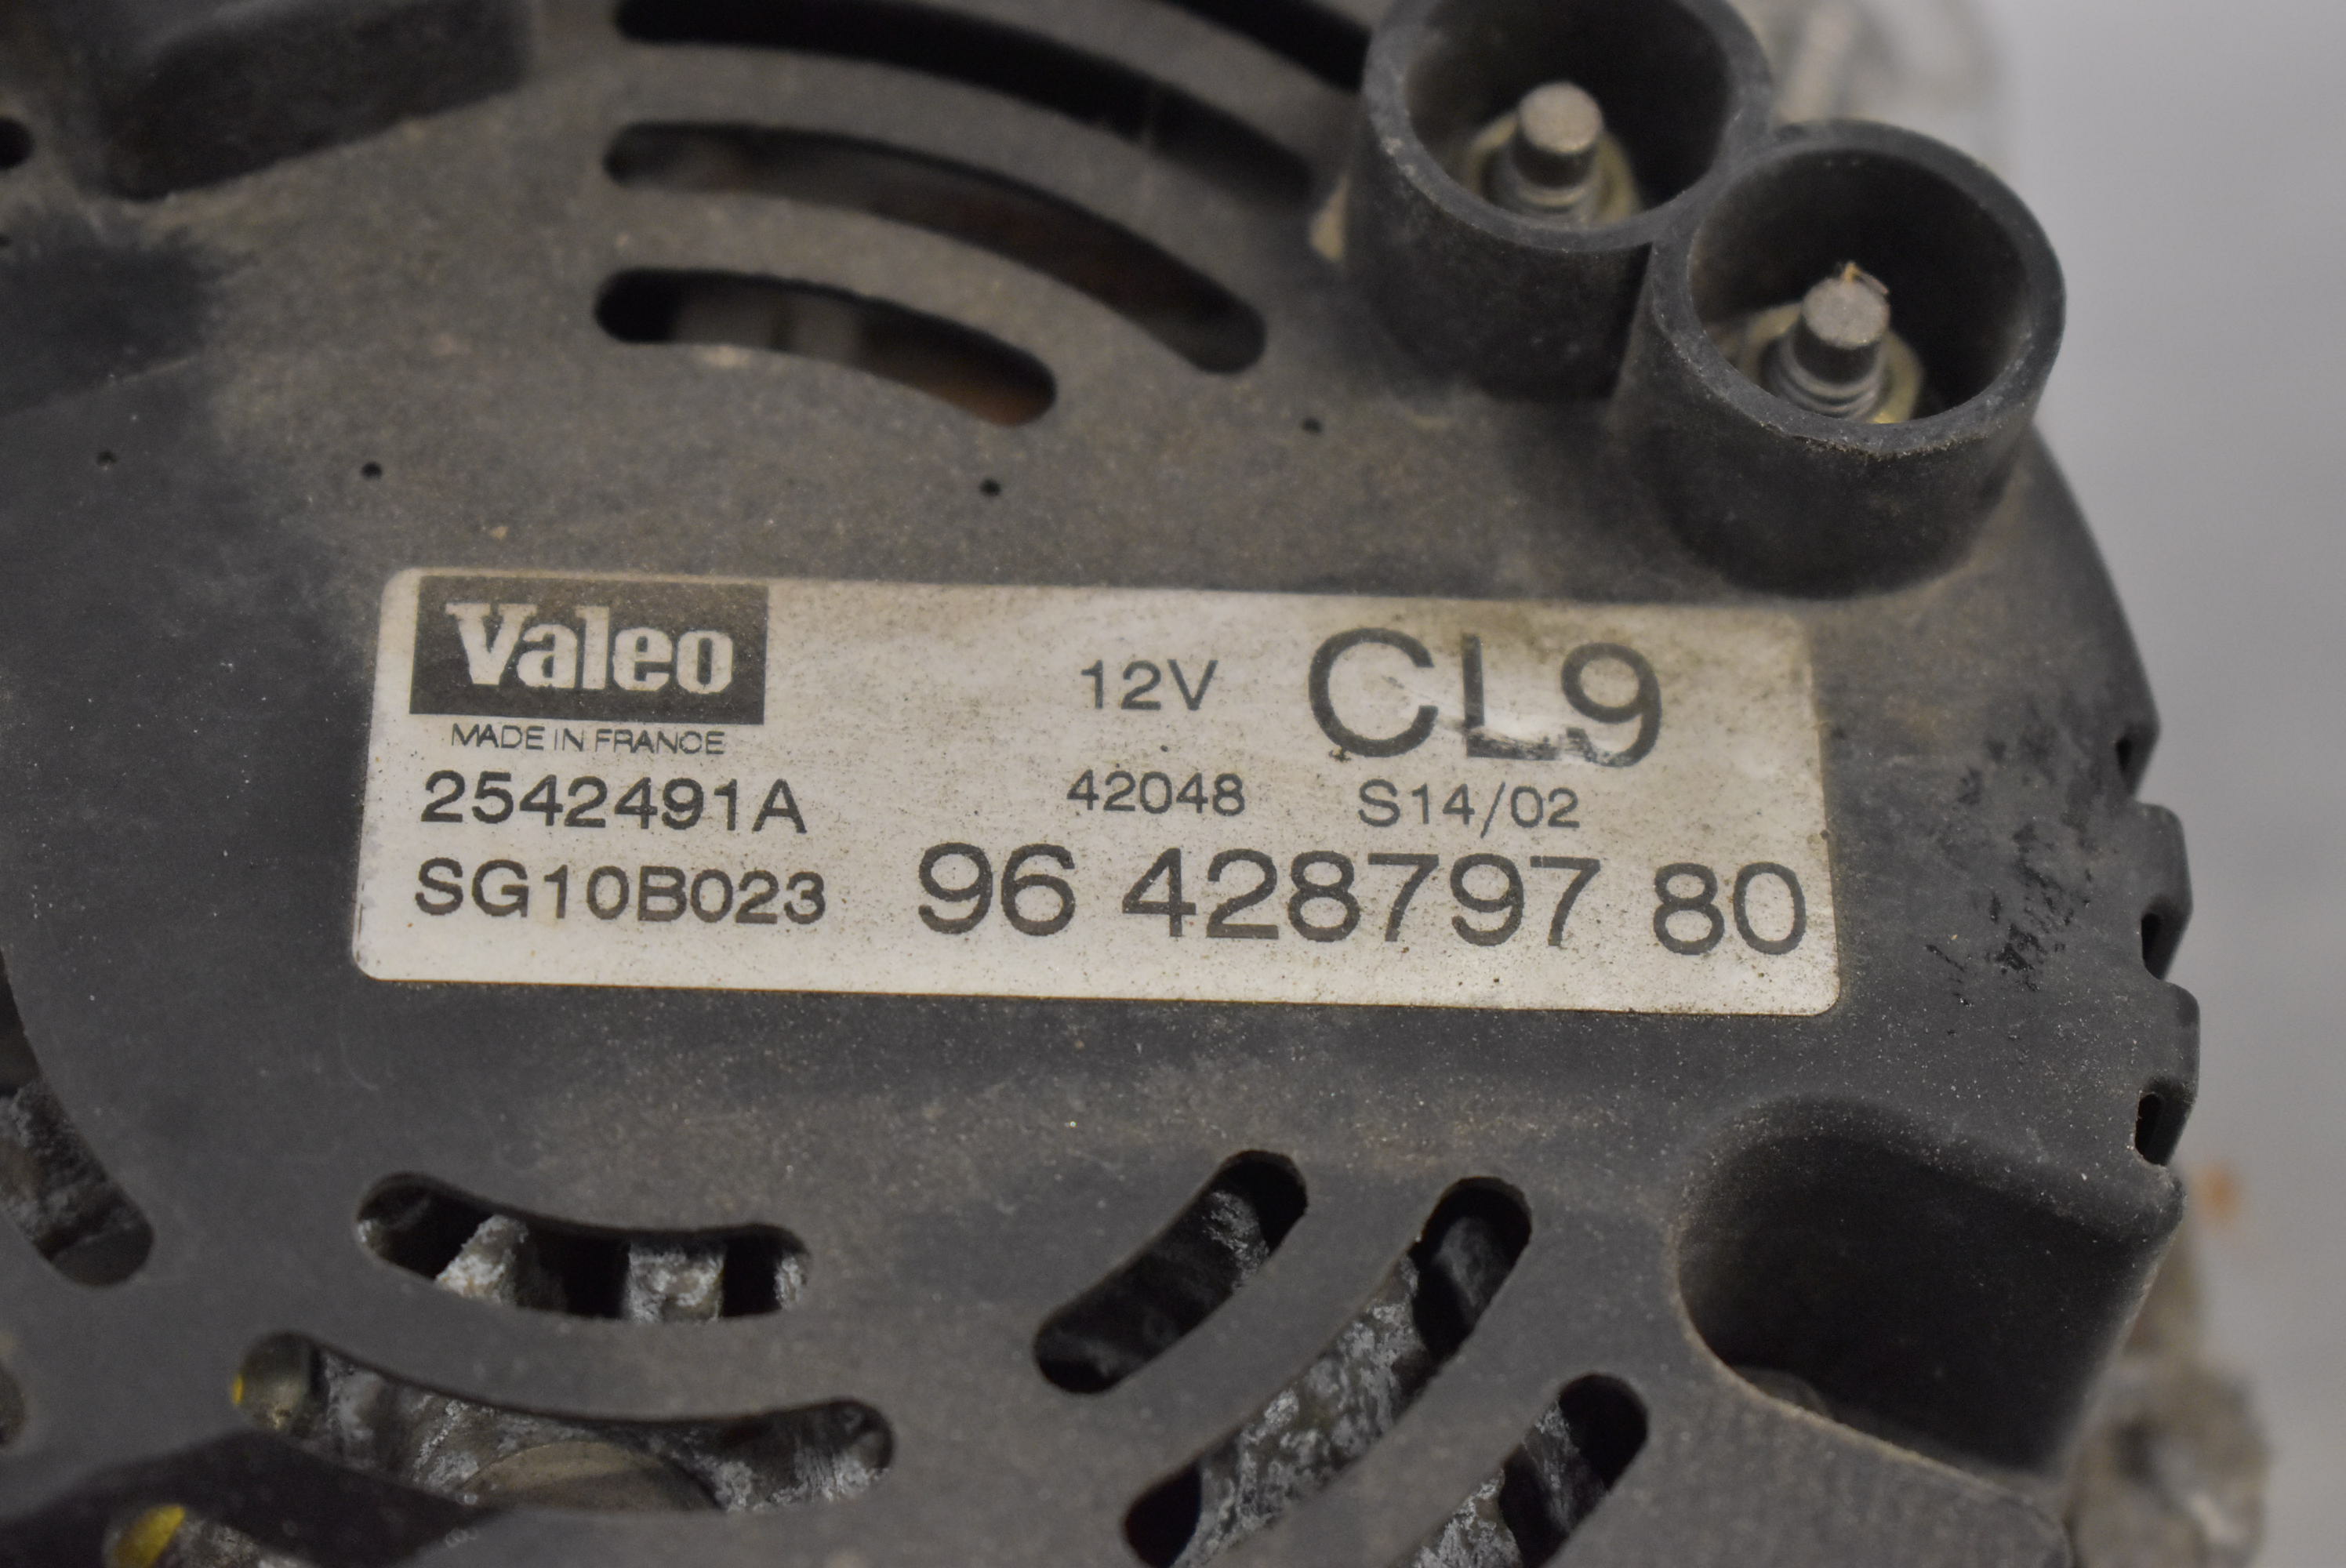 Valeo
MADE IN FRANCE
12V CL9
2542491A 42048 S14/02
SG10B023 96 428797 80